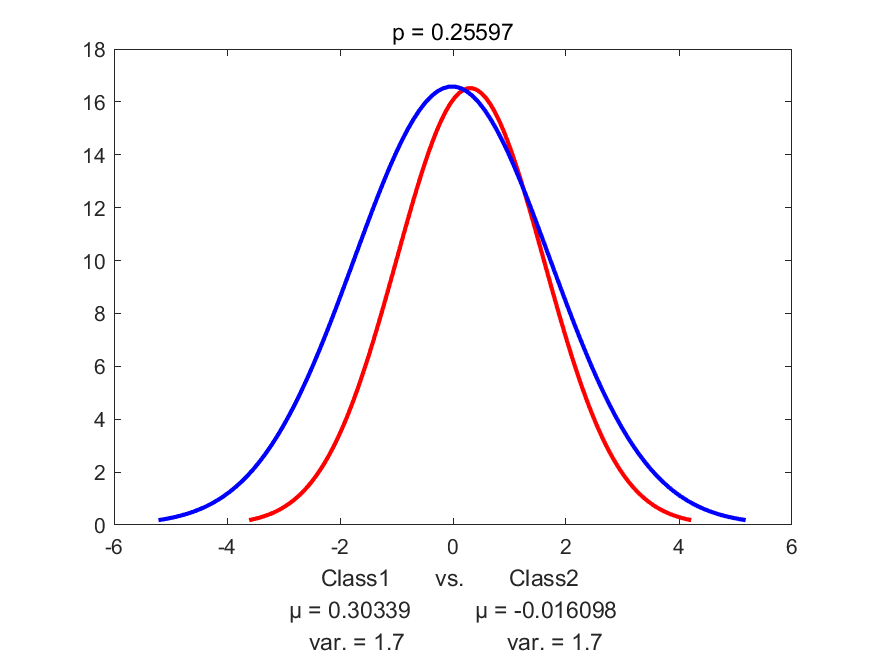 p = 0.25597
18
16
14
12
10
8
6
4
2
0
-6 -4 -2 0 2 4 6
Class1 vs. Class2
μ = 0.30339 μ = -0.016098
var. = 1.7 var. = 1.7